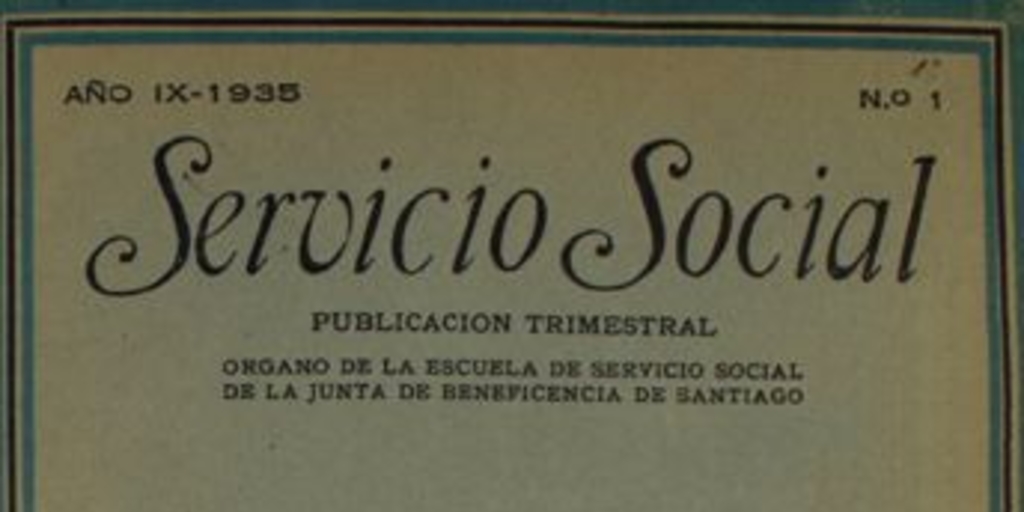 AÑO IX-1935 N.º 1
Servicio Social
PUBLICACION TRIMESTRAL
ORGANO DE LA ESCUELA DE SERVICIO SOCIAL
DE LA JUNTA DE BENEFICENCIA DE SANTIAGO